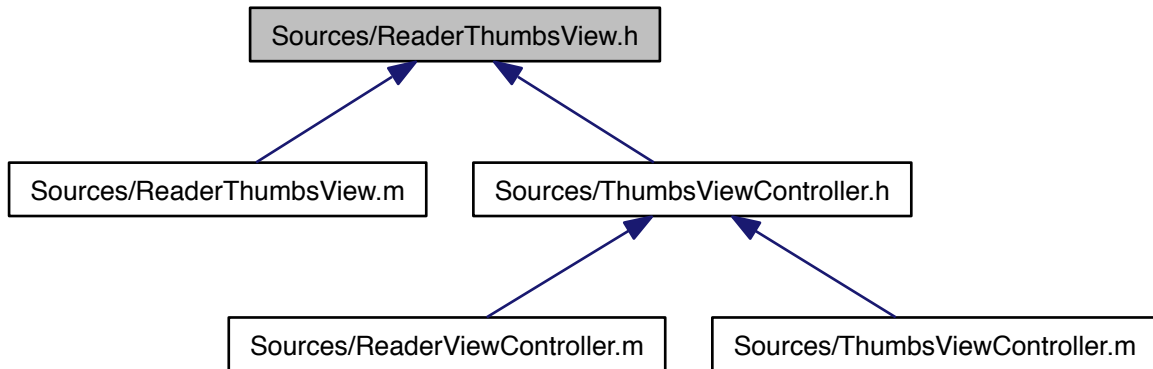 Sources/ReaderThumbsView.h
Sources/ReaderThumbsView.m
Sources/ThumbsViewController.h
Sources/ReaderViewController.m
Sources/ThumbsViewController.m